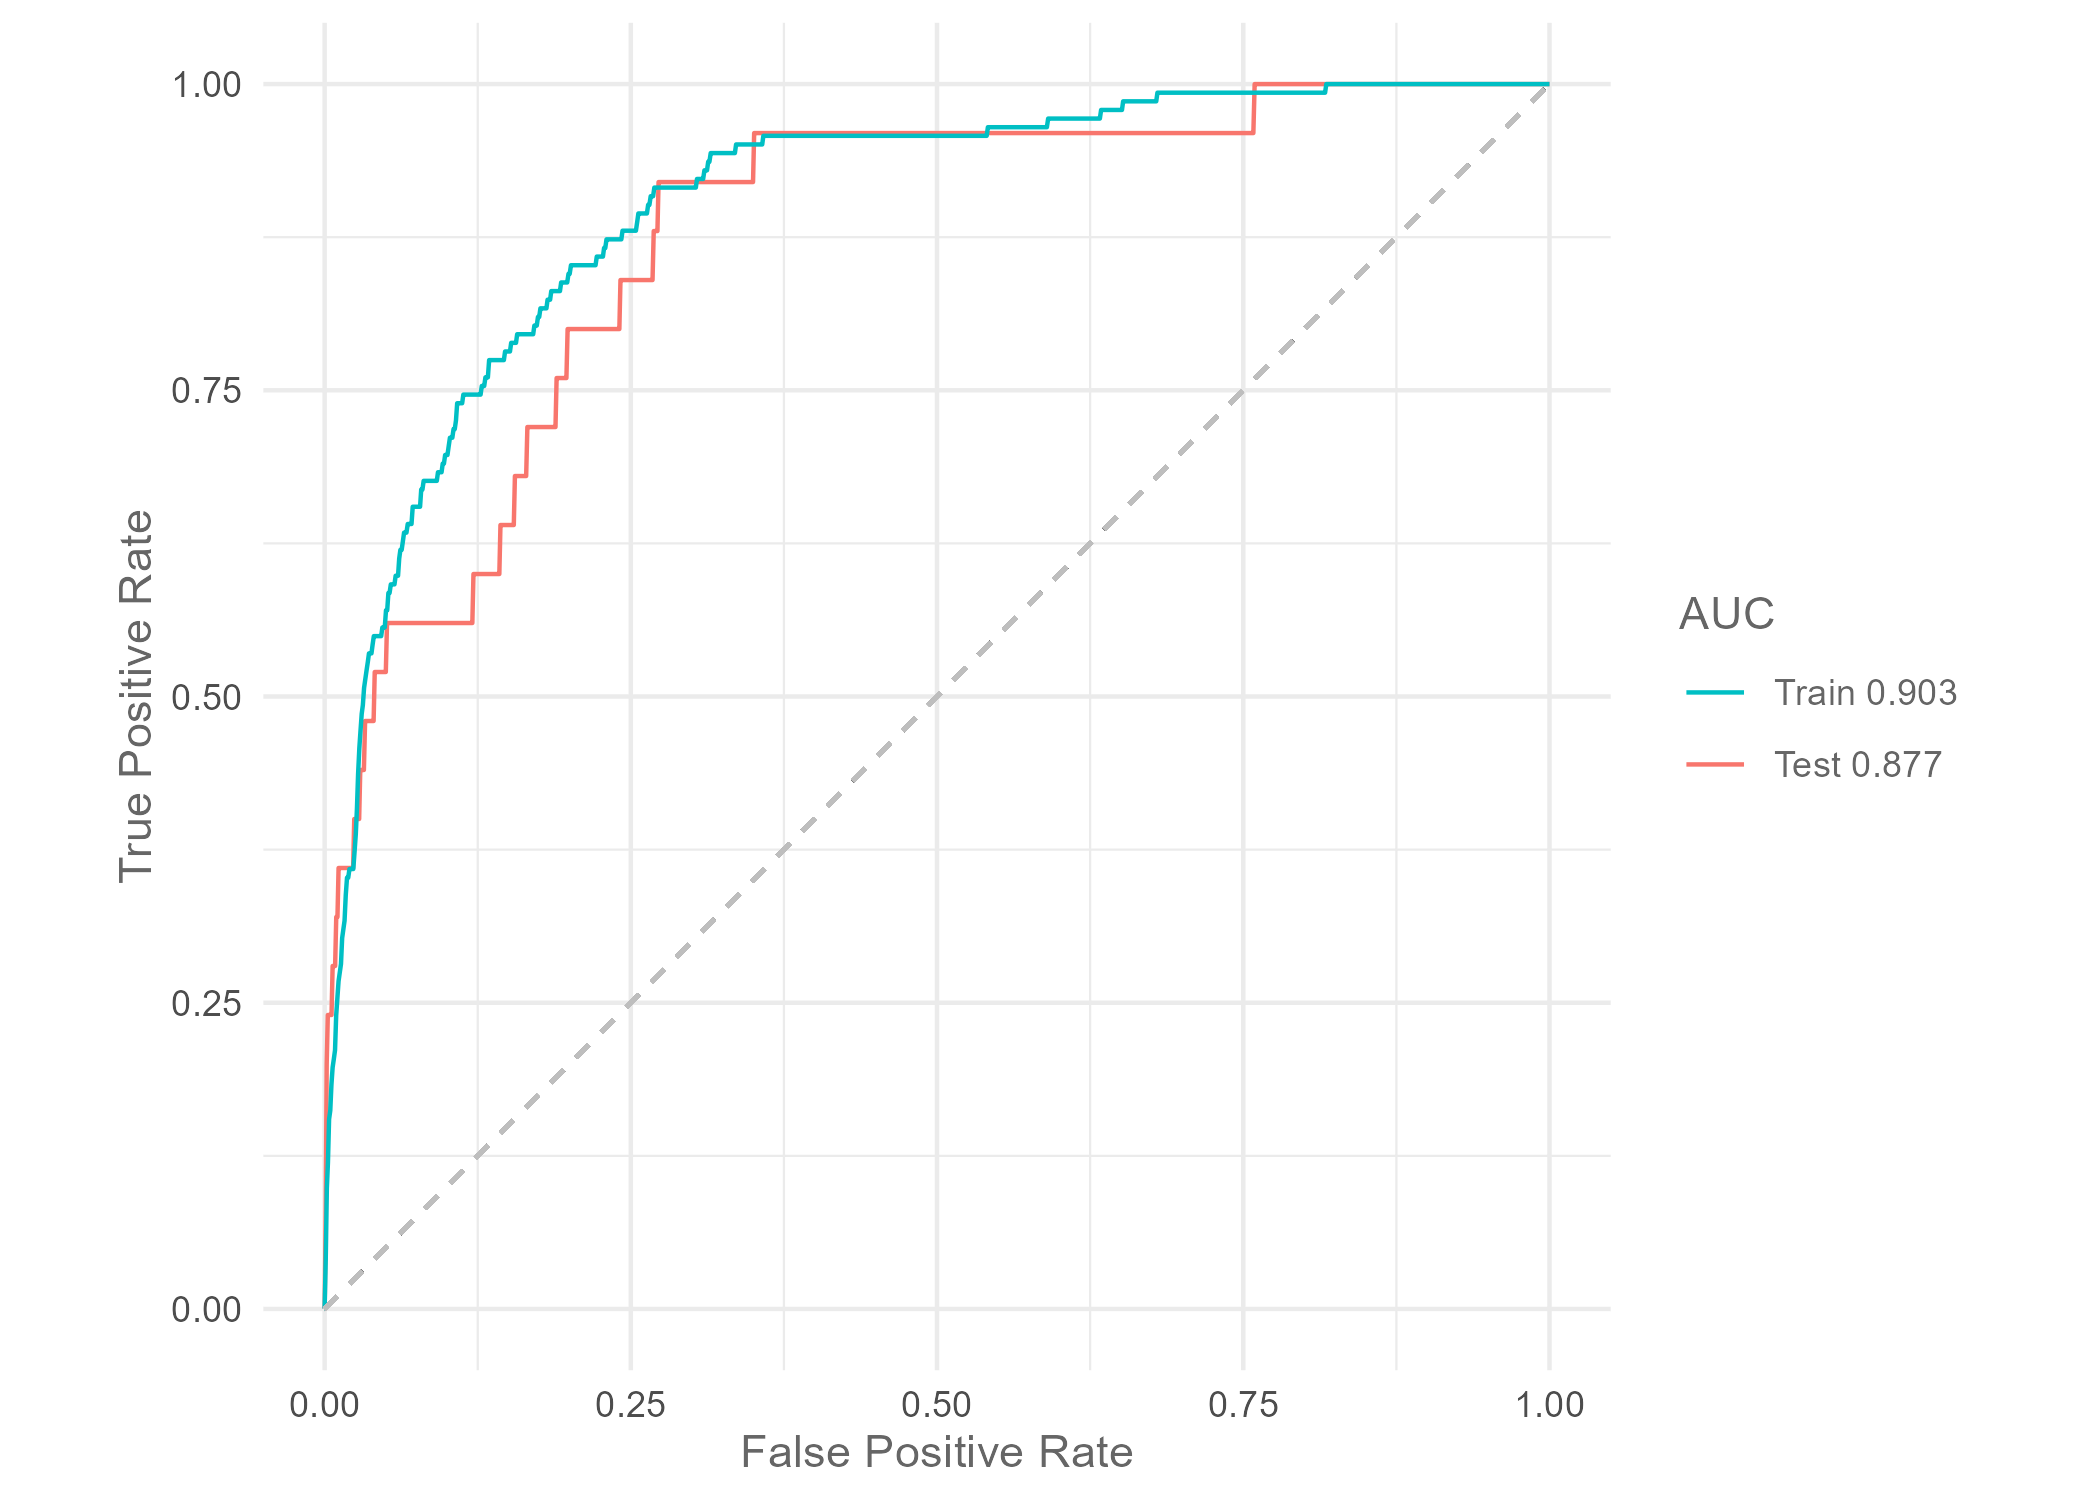 1.00
0.75
0.50
0.25
0.00
True Positive Rate
0.00 0.25 0.50 0.75 1.00
False Positive Rate
AUC
Train 0.903
Test 0.877